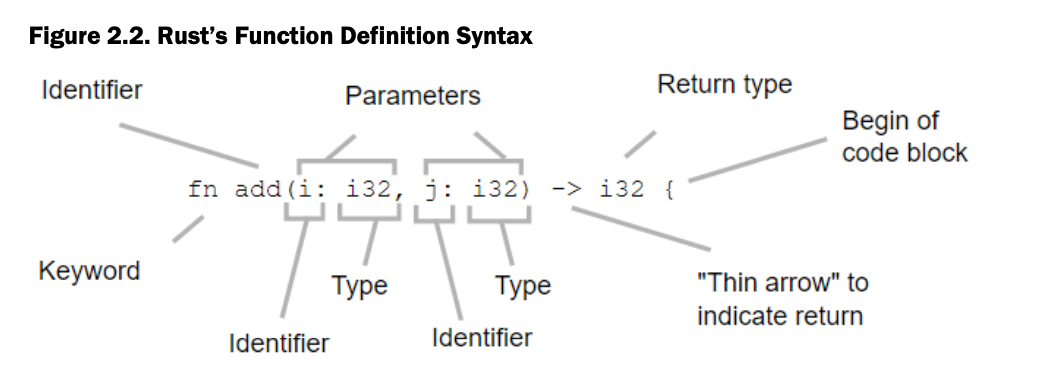 Figure 2.2. Rust's Function Definition Syntax
Identifier
Parameters
Return type
Begin of
code block
fn add(i: i32, j: i32) -> i32 {
Keyword
Type
Type
"Thin arrow" to
indicate return
Identifier
Identifier